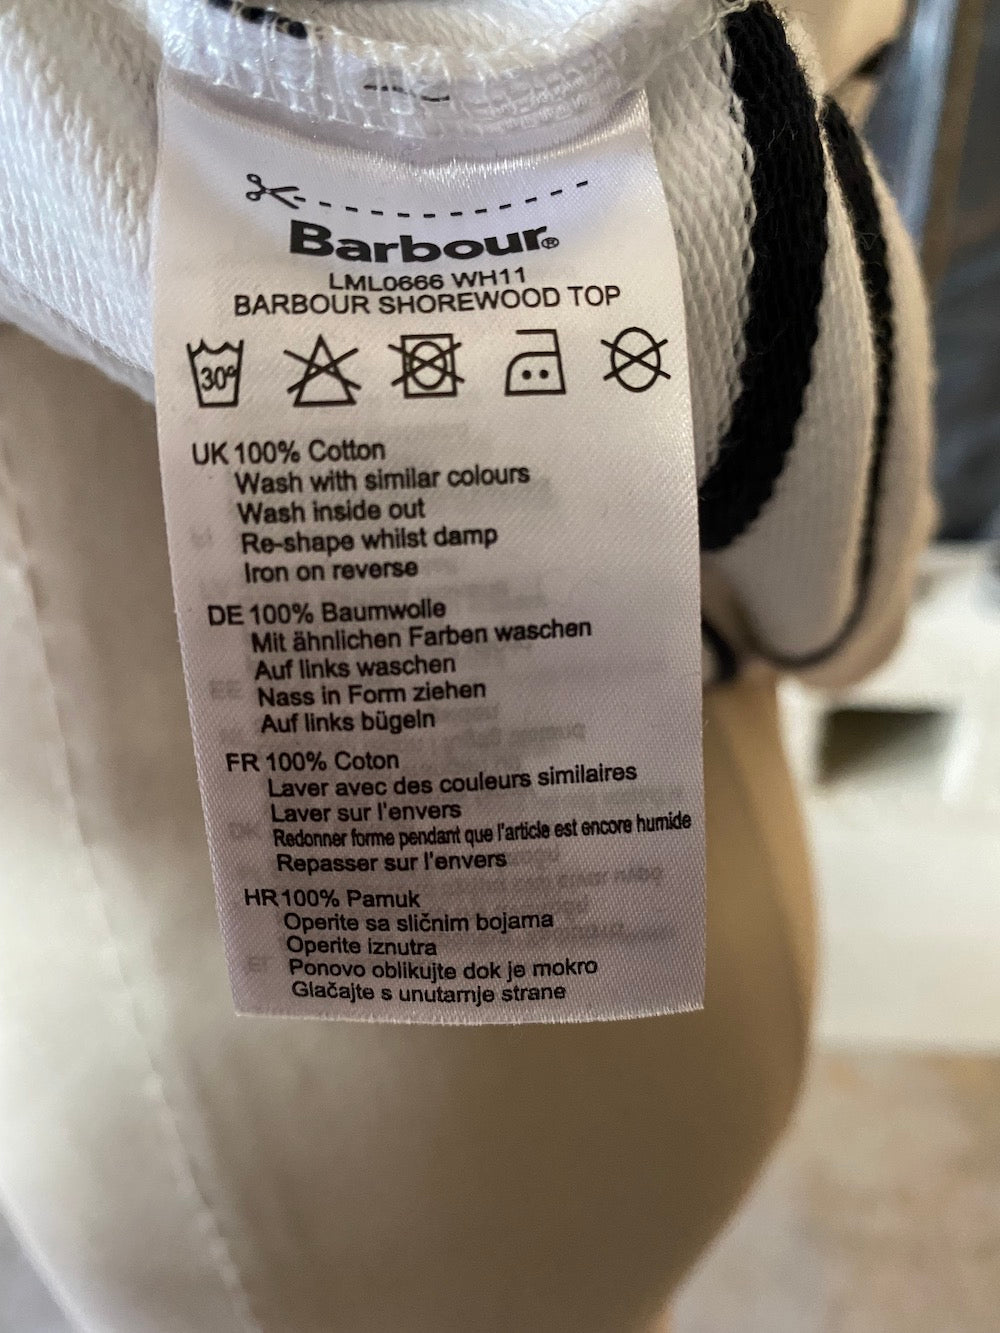 Barbour®
LML0666 WH11
BARBOUR SHOREWOOD TOP
30°
UK 100% Cotton
Wash with similar colours
Wash inside out
Re-shape whilst damp
Iron on reverse
DE 100% Baumwolle
Mit ähnlichen Farben waschen
Auf links waschen
Nass in Form ziehen
Auf links bügeln
FR 100% Coton
Laver avec des couleurs similaires
Laver sur l'envers
Redonner forme pendant que l'article est encore humide
Repasser sur l'envers
HR 100% Pamuk
Operite sa sličnim bojama
Operite iznutra
Ponovo oblikujte dok je mokro
Glačajte s unutarnje strane